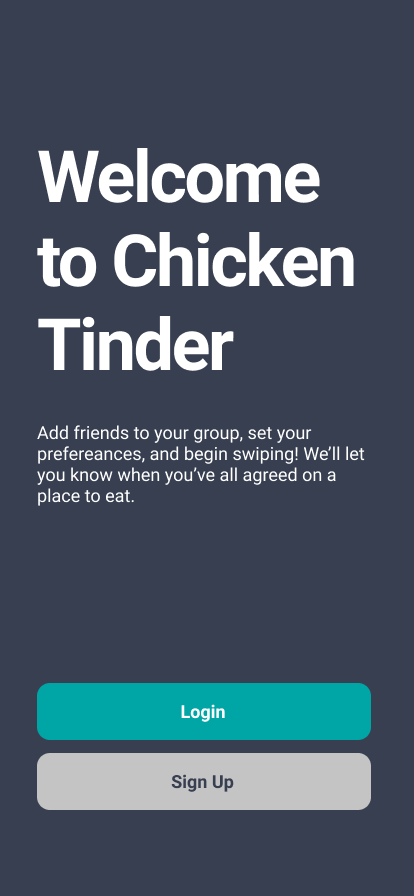 Welcome
to Chicken
Tinder
Add friends to your group, set your
prefereances, and begin swiping! We’ll let
you know when you’ve all agreed on a
place to eat.
Login
Sign Up